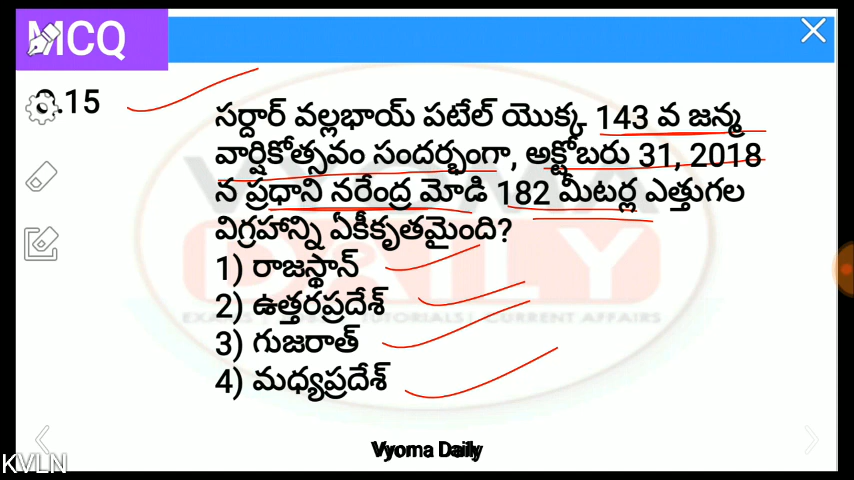 MCQ
Q.15
సర్దార్ వల్లభాయ్ పటేల్ యొక్క 143 వ జన్మ
వార్షికోత్సవం సందర్భంగా, అక్టోబరు 31, 2018
న ప్రధాని నరేంద్ర మోడి 182 మీటర్ల ఎత్తుగల
విగ్రహాన్ని ఏకీకృతమైంది?
1) రాజస్థాన్
2) ఉత్తరప్రదేశ్
3) గుజరాత్
4) మధ్యప్రదేశ్
Vyoma Daily
KVLN